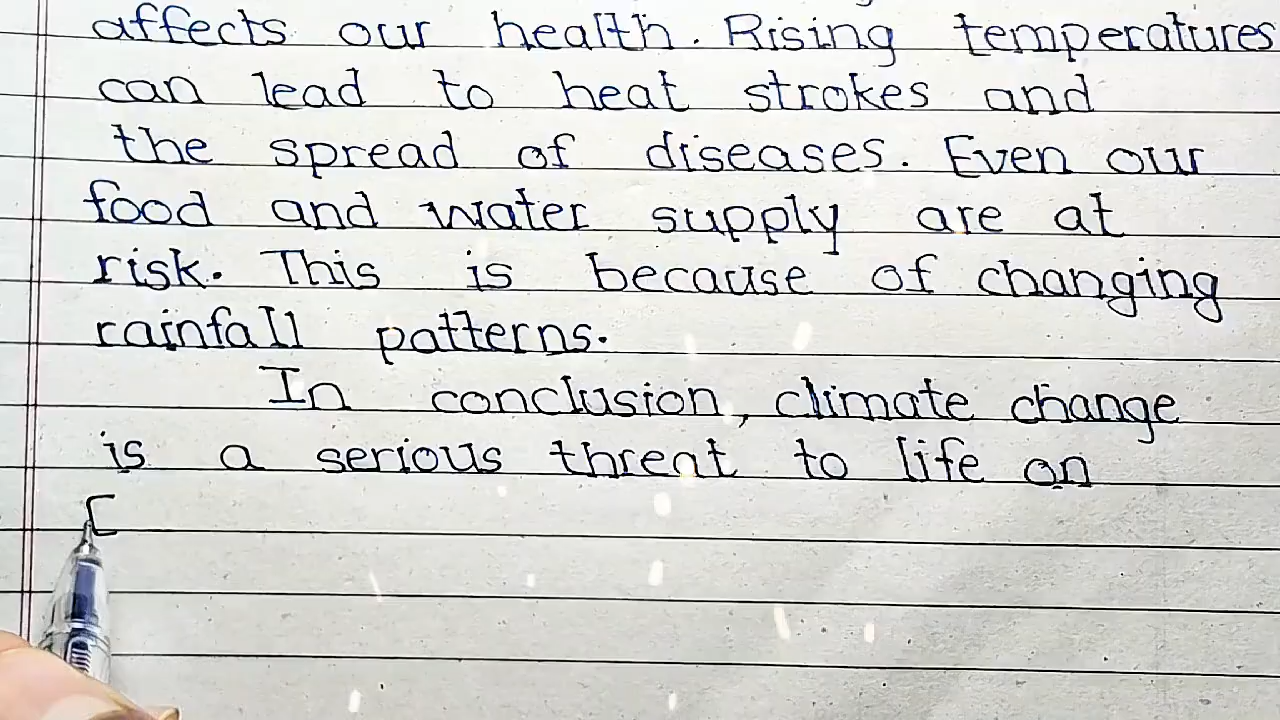 affects our health. Rising temperatures
can lead to heat strokes and
the spread of diseases. Even our
food and water supply are at
risk. This is because of changing
rainfall patterns.
In conclusion, climate change
is a serious threat to life on